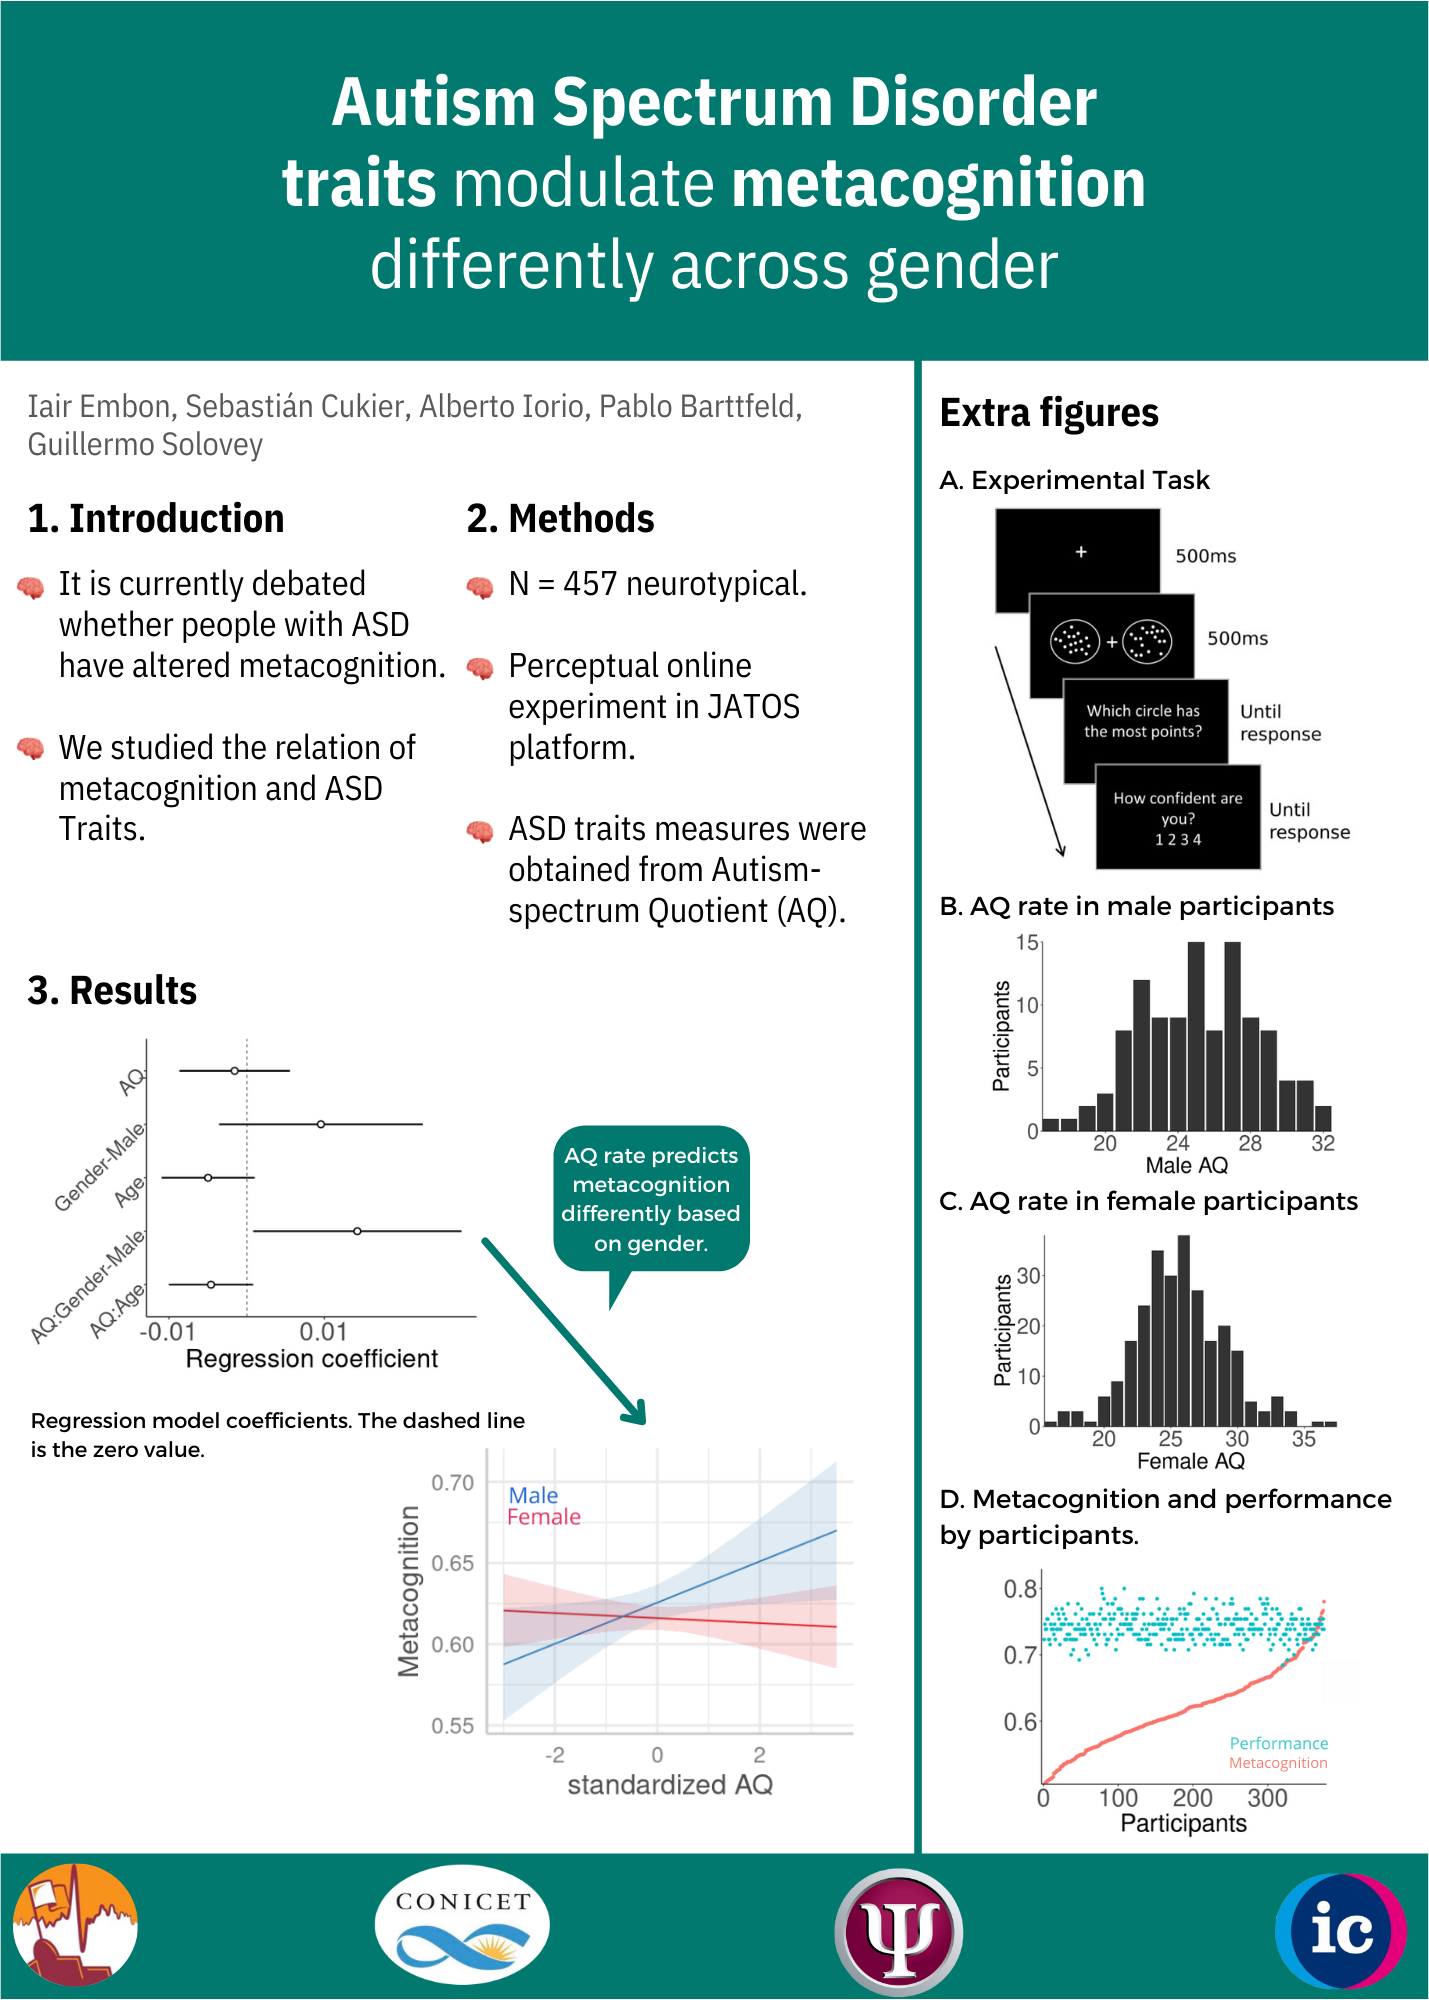 Autism Spectrum Disorder
traits modulate metacognition
differently across gender
Iair Embon, Sebastián Cukier, Alberto Iorio, Pablo Barttfeld,
Guillermo Solovey
1. Introduction
It is currently debated
whether people with ASD
have altered metacognition.
We studied the relation of
metacognition and ASD
Traits.
2. Methods
N = 457 neurotypical.
Perceptual online
experiment in JATOS
platform.
ASD traits measures were
obtained from Autism-
spectrum Quotient (AQ).
3. Results
AQ
Gender-Male
Age
AQ:Gender-Male
AQ:Age
-0.01 0.01
Regression coefficient
Regression model coefficients. The dashed line
is the zero value.
AQ rate predicts
metacognition
differently based
on gender.
Male
Female
Metacognition
0.70
0.65
0.60
0.55
-2 0 2
standardized AQ
Extra figures
A. Experimental Task
+
500ms
+
500ms
Which circle has
the most points?
Until
response
How confident are
you?
1 2 3 4
Until
response
B. AQ rate in male participants
Participants
15
10
5
0
20 24 28 32
Male AQ
C. AQ rate in female participants
Participants
30
20
10
0
20 25 30 35
Female AQ
D. Metacognition and performance
by participants.
0.8
0.7
0.6
Performance
Metacognition
0 100 200 300
Participants
CONICET
Ψ
ic